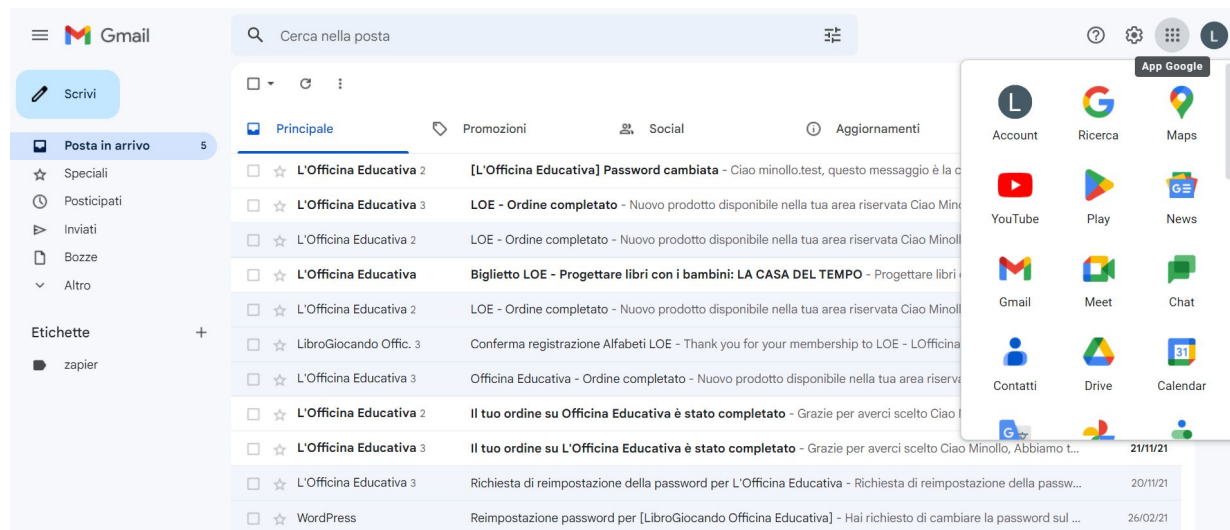 Gmail
Cerca nella posta
L
App Google
Scrivi
Posta in arrivo 5
Speciali
Posticipati
Inviati
Bozze
Altro
Etichette
zapier
Principale
Promozioni
Social
Aggiornamenti
L'Officina Educativa 2 [L'Officina Educativa] Password cambiata - Ciao minollo.test, questo messaggio è la c
L'Officina Educativa 3 LOE - Ordine completato - Nuovo prodotto disponibile nella tua area riservata Ciao Mino
L'Officina Educativa 2 LOE - Ordine completato - Nuovo prodotto disponibile nella tua area riservata Ciao Minoll
L'Officina Educativa Biglietto LOE - Progettare libri con i bambini: LA CASA DEL TEMPO - Progettare libri
L'Officina Educativa 2 LOE - Ordine completato - Nuovo prodotto disponibile nella tua area riservata Ciao Minoll
LibroGiocando Offic. 3 Conferma registrazione Alfabeti LOE - Thank you for your membership to LOE - LOfficina
L'Officina Educativa 3 Officina Educativa - Ordine completato - Nuovo prodotto disponibile nella tua area riserva
L'Officina Educativa 2 Il tuo ordine su Officina Educativa è stato completato - Grazie per averci scelto Ciao
L'Officina Educativa 3 Il tuo ordine su L'Officina Educativa è stato completato - Grazie per averci scelto Ciao Minollo, Abbiamo t... 21/11/21
L'Officina Educativa 3 Richiesta di reimpostazione della password per L'Officina Educativa - Richiesta di reimpostazione della passw... 20/11/21
WordPress Reimpostazione password per [LibroGiocando Officina Educativa] - Hai richiesto di cambiare la password sul ... 26/02/21
L
Account
Ricerca
Maps
YouTube
Play
News
Gmail
Meet
Chat
31
Contatti
Drive
Calendar